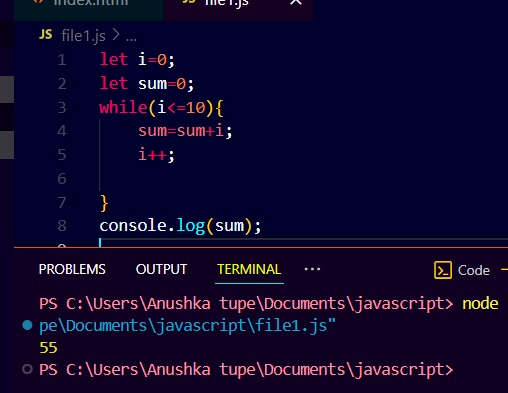 index.html
JS file1.js
JS file1.js > ...
1 let i=0;
2 let sum=0;
3 while(i<=10){
4 sum=sum+i;
5 i++;
6
7 }
8 console.log(sum);
9
PROBLEMS OUTPUT TERMINAL ··· Code
PS C:\Users\Anushka tupe\Documents\javascript> node
pe\Documents\javascript\file1.js"
55
PS C:\Users\Anushka tupe\Documents\javascript>